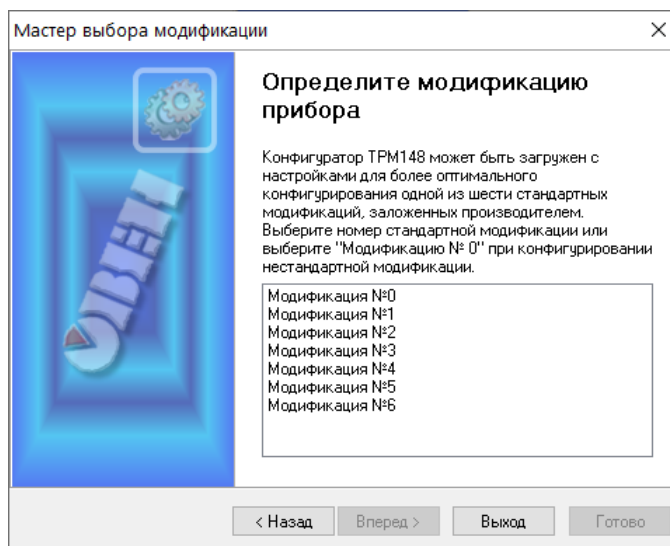 Мастер выбора модификации
Определите модификацию
прибора
Конфигуратор ТРМ148 может быть загружен с
настройками для более оптимального
конфигурирования одной из шести стандартных
модификаций, заложенных производителем.
Выберите номер стандартной модификации или
выберите "Модификацию № 0" при конфигурировании
нестандартной модификации.
ОВЕН
Модификация №0
Модификация №1
Модификация №2
Модификация №3
Модификация №4
Модификация №5
Модификация №6
< Назад
Вперед >
Выход
Готово